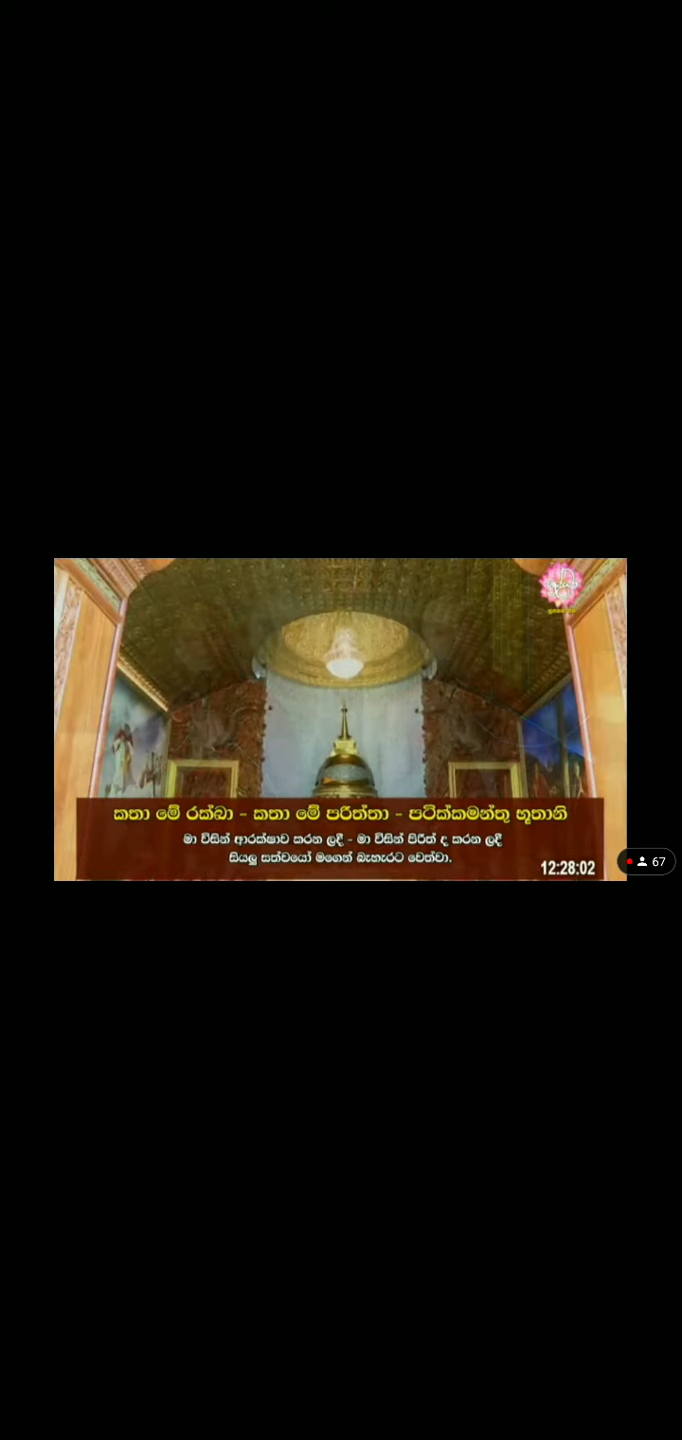 කතා මේ රක්ඛා - කතා මේ පරිත්තා - පටික්කමන්තු භූතානි
මා විසින් ආරක්ෂාව කරන ලදී - මා විසින් පිරිත් ද කරන ලදී
සියලු සත්වයෝ මගෙන් බැහැරට වෙත්වා.
12:28:02
67